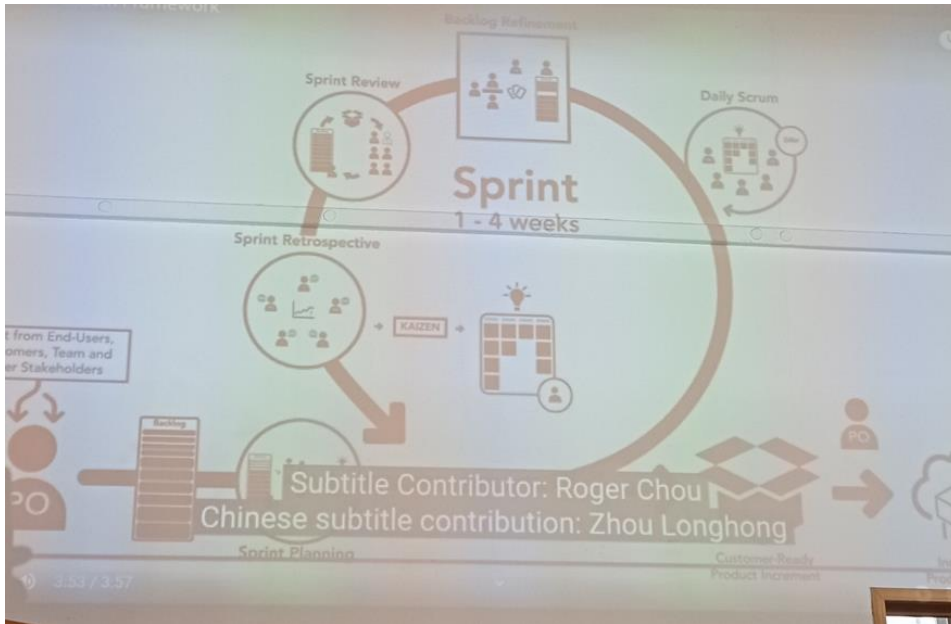 Framework
Backlog Refinement
Sprint Review
Daily Scrum
Sprint
1 - 4 weeks
Sprint Retrospective
KAIZEN
from End-Users,
omers, Team and
er Stakeholders
Backlog
PO
PO
Subtitle Contributor: Roger Chou
Chinese subtitle contribution: Zhou Longhong
Sprint Planning
Customer-Ready
Product Increment
3:53 / 3:57